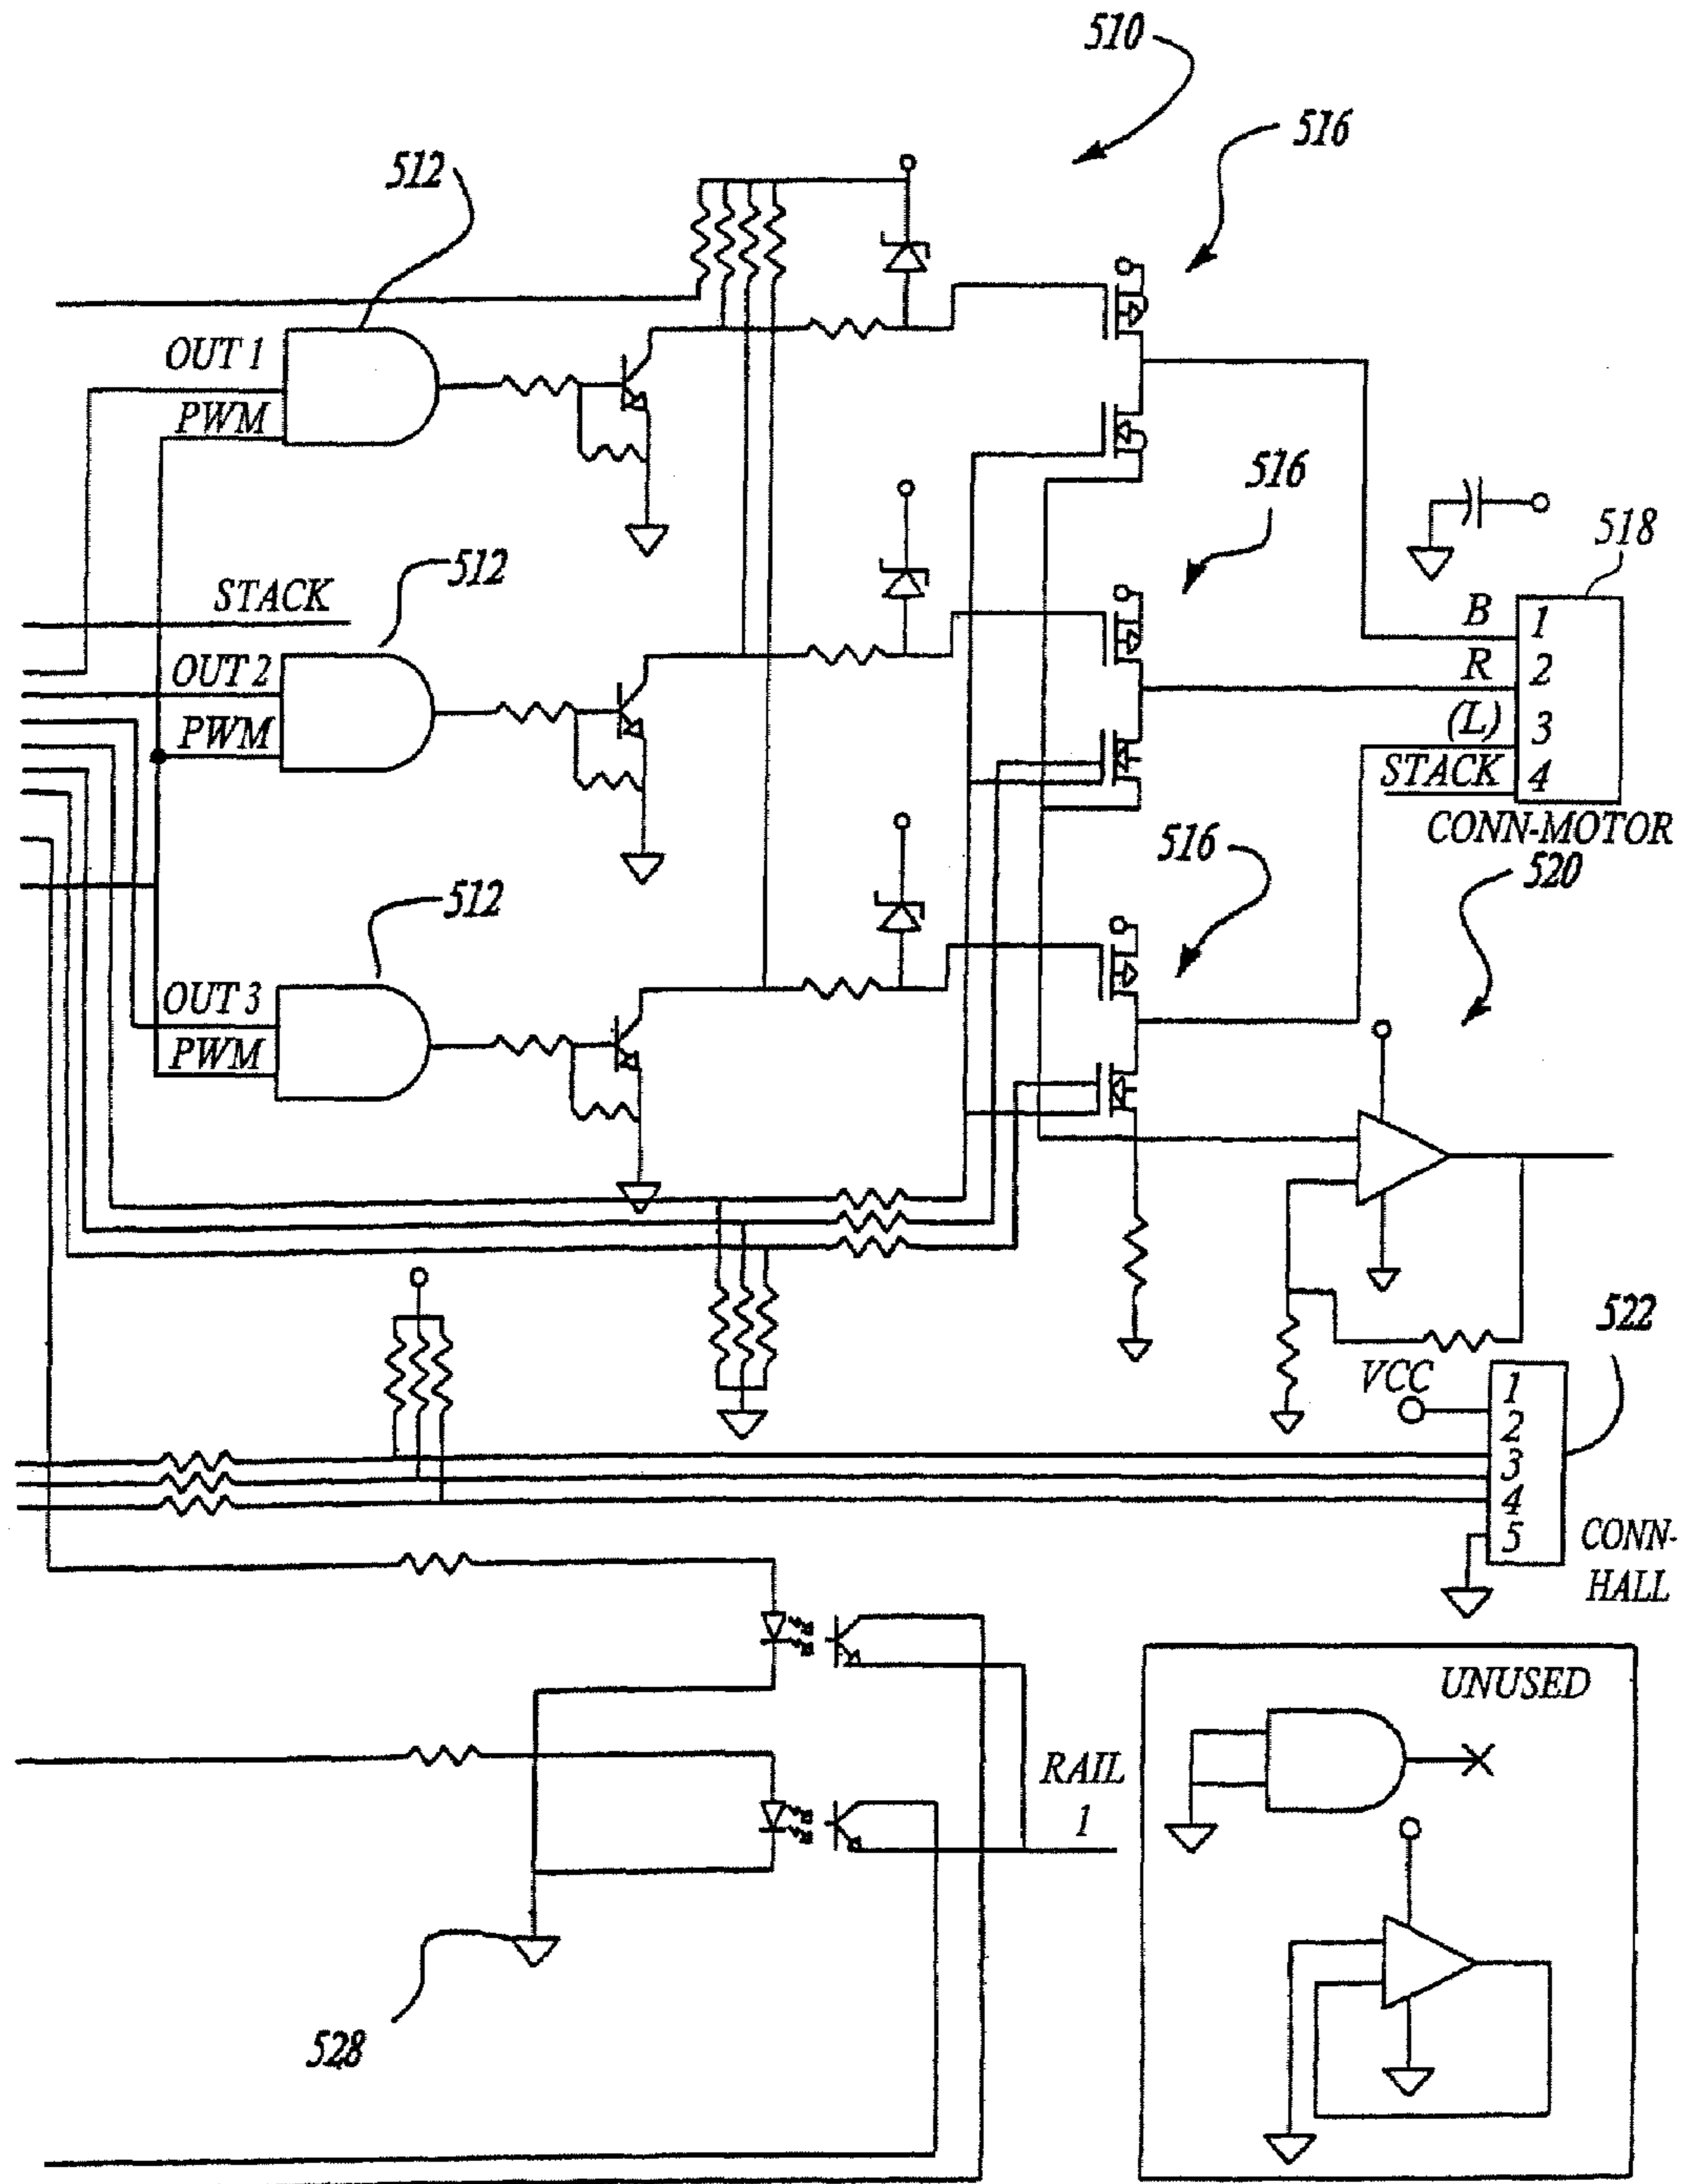 510
516
512
OUT 1
PWM
516
518
512
STACK
B
1
OUT 2
R
2
(L)
3
PWM
STACK
4
CONN-MOTOR
520
516
512
OUT 3
PWM
522
VCC
1
2
3
4
5
CONN-
HALL
UNUSED
RAIL
1
528